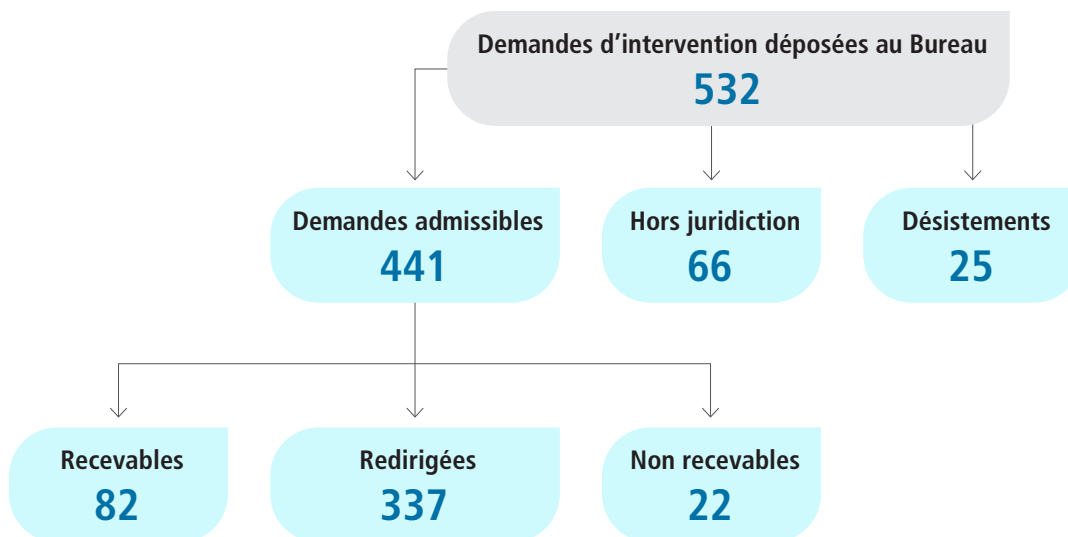 Demandes d’intervention déposées au Bureau
532
Demandes admissibles
441
Hors juridiction
66
Désistements
25
Recevables
82
Redirigées
337
Non recevables
22